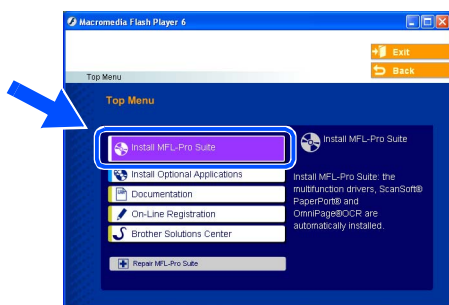 Macromedia Flash Player 6
Exit
Back
Top Menu
Top Menu
Install MFL-Pro Suite
Install Optional Applications
Documentation
On-Line Registration
Brother Solutions Center
Repair MFL-Pro Suite
Install MFL-Pro Suite
Install MFL-Pro Suite: the
multifunction drivers, ScanSoft®
PaperPort® and
OmniPage®OCR are
automatically installed.